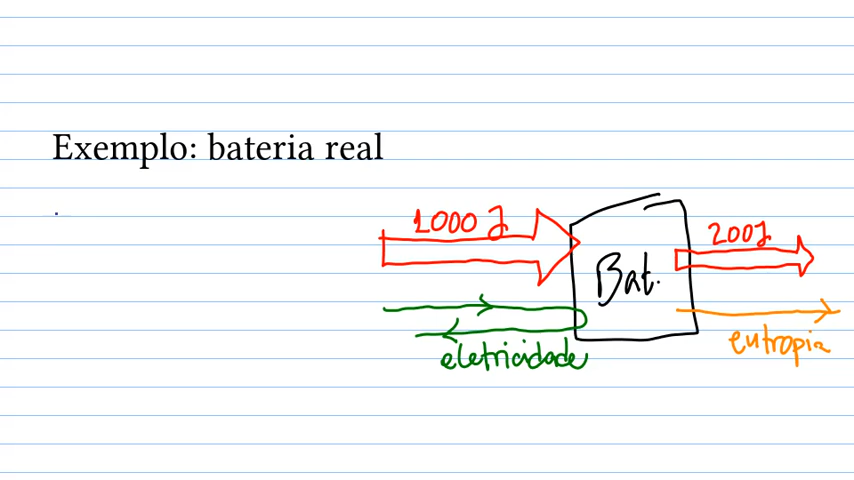 Exemplo: bateria real
1000 J
200J
Bat.
eletricidade
entropia